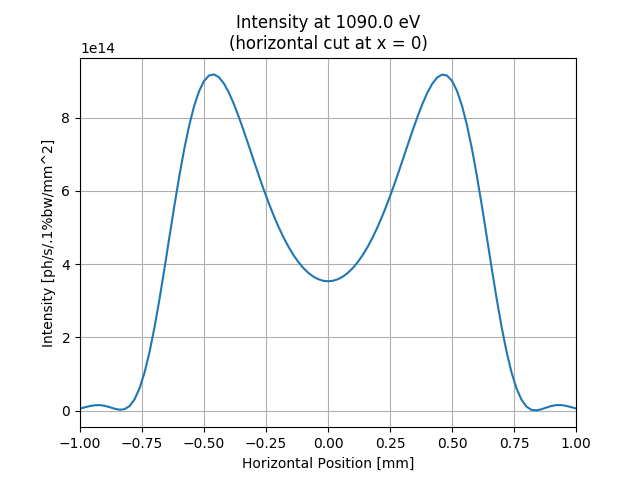 Intensity at 1090.0 eV
(horizontal cut at x = 0)
1e14
8
6
4
2
0
Intensity [ph/s/.1%bw/mm^2]
−1.00 −0.75 −0.50 −0.25 0.00 0.25 0.50 0.75 1.00
Horizontal Position [mm]